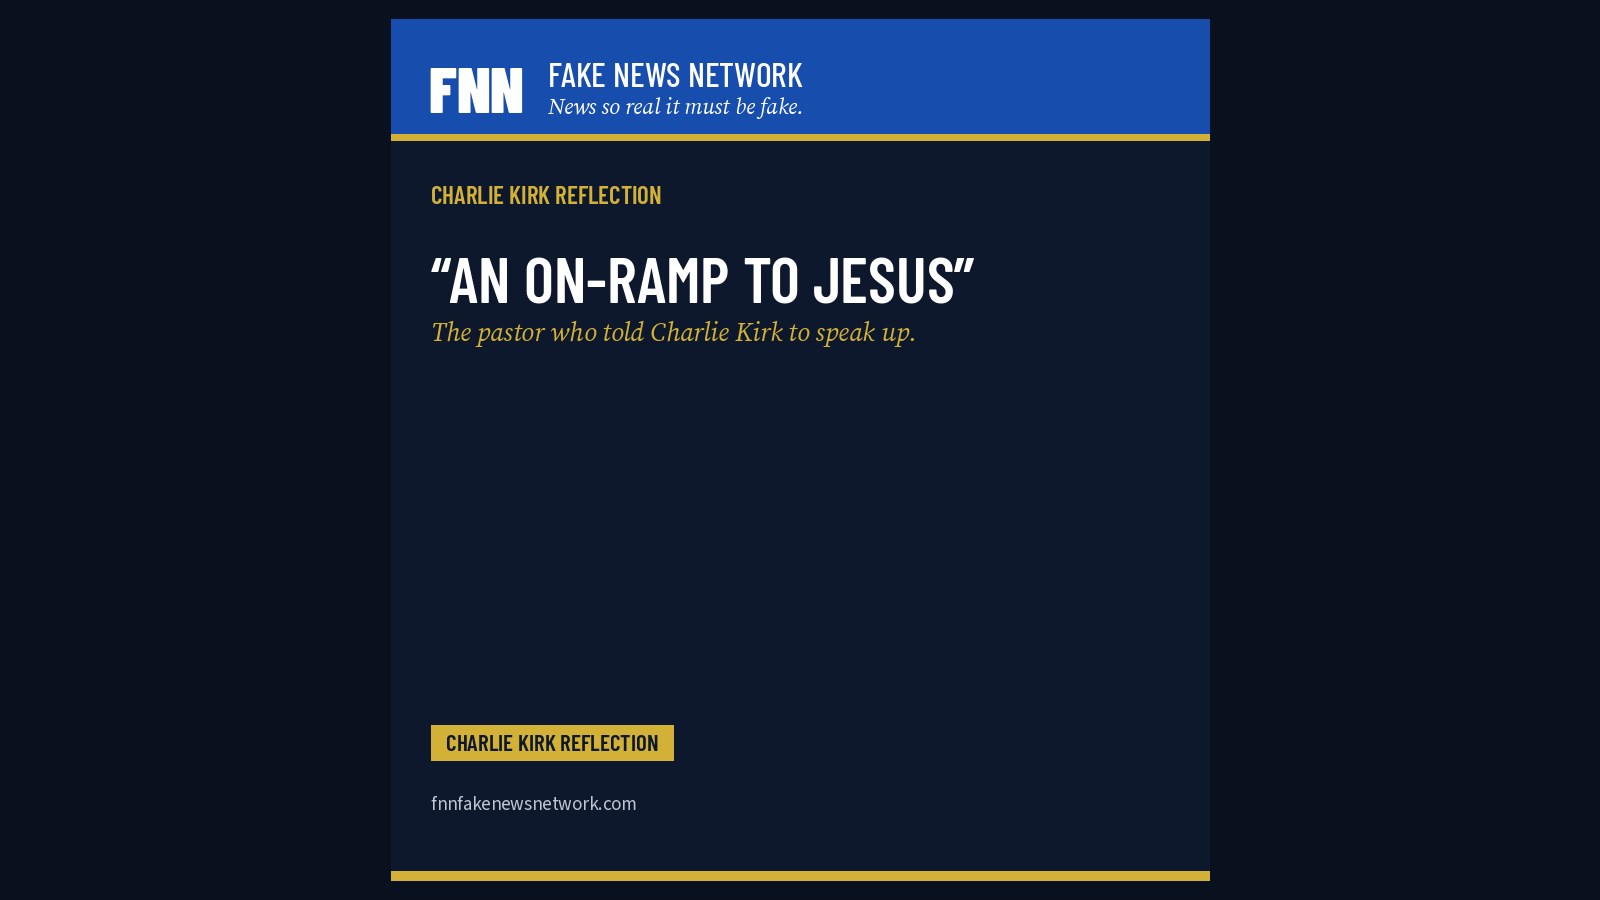 FNN
FAKE NEWS NETWORK
News so real it must be fake.
CHARLIE KIRK REFLECTION
“AN ON-RAMP TO JESUS”
The pastor who told Charlie Kirk to speak up.
CHARLIE KIRK REFLECTION
fnnfakenewsnetwork.com